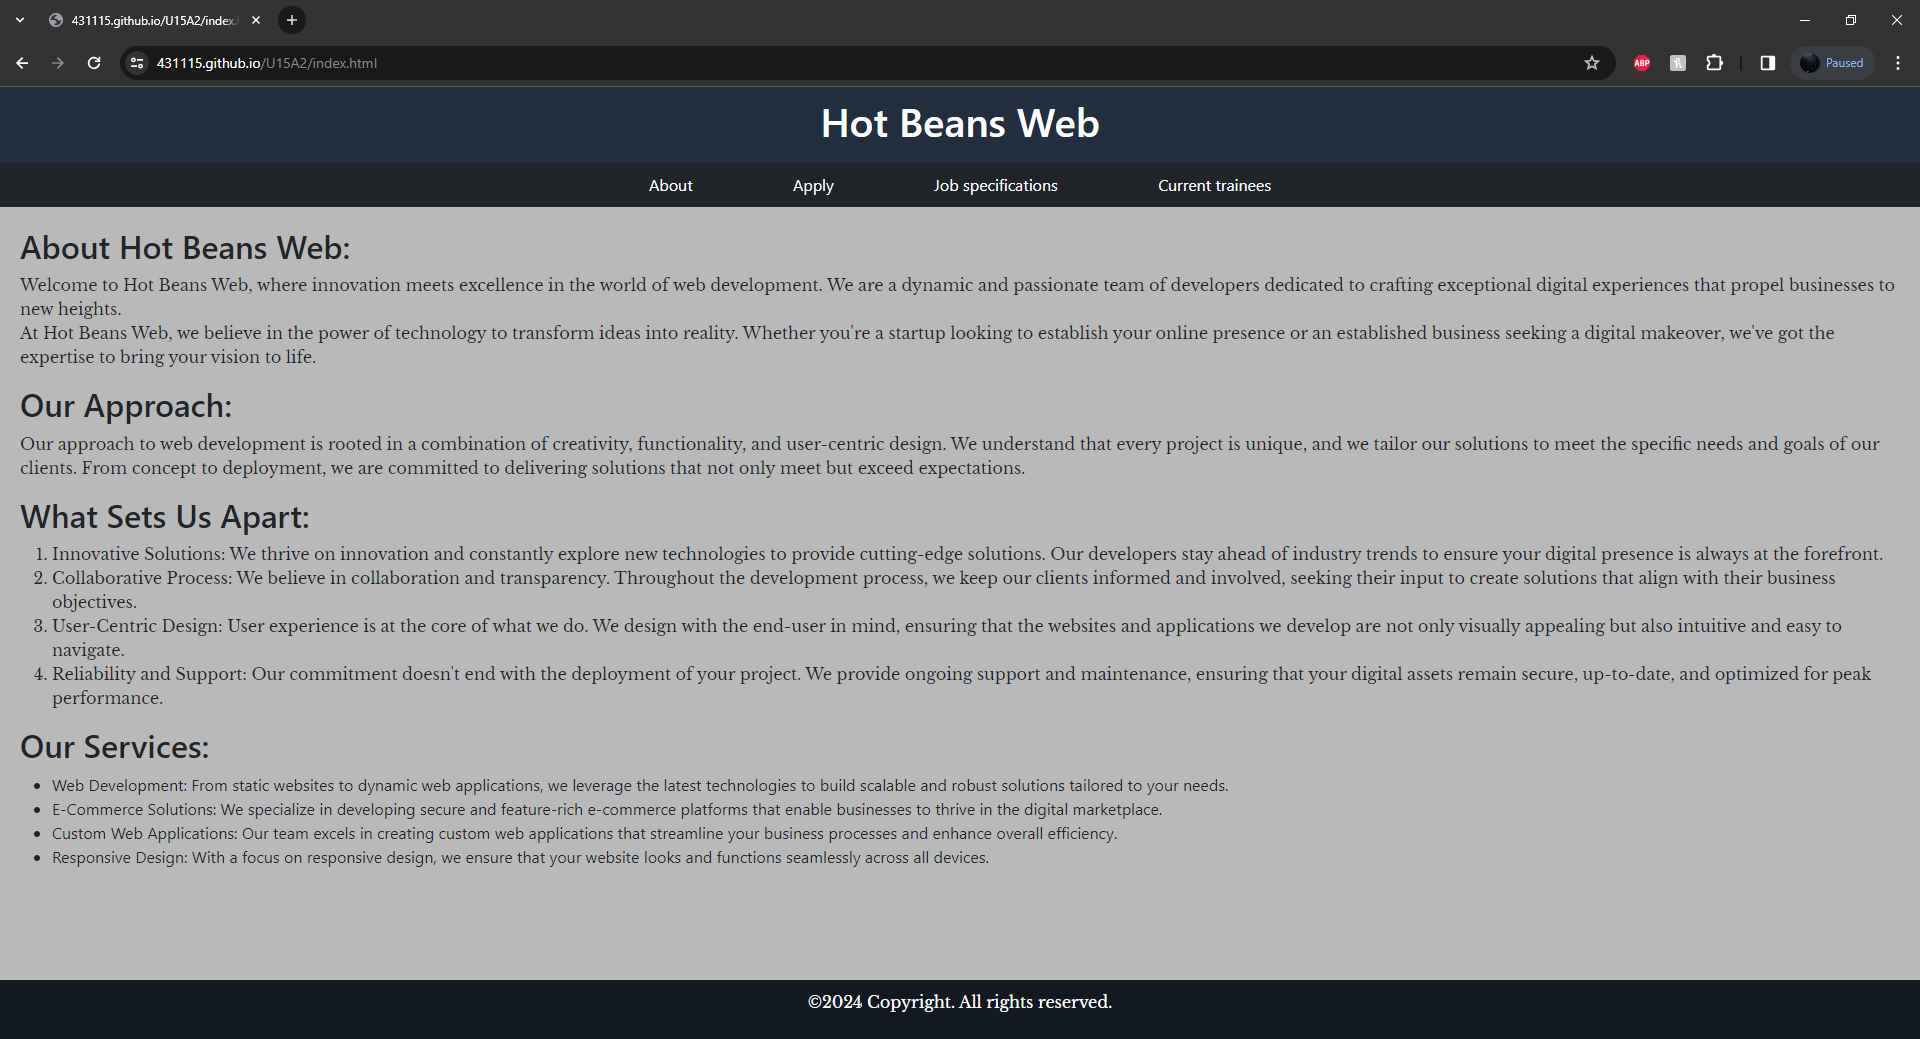 431115.github.io/U15A2/index.
431115.github.io/U15A2/index.html
ABP
Paused
Hot Beans Web
About
Apply
Job specifications
Current trainees
About Hot Beans Web:
Welcome to Hot Beans Web, where innovation meets excellence in the world of web development. We are a dynamic and passionate team of developers dedicated to crafting exceptional digital experiences that propel businesses to
new heights.
At Hot Beans Web, we believe in the power of technology to transform ideas into reality. Whether you're a startup looking to establish your online presence or an established business seeking a digital makeover, we've got the
expertise to bring your vision to life.
Our Approach:
Our approach to web development is rooted in a combination of creativity, functionality, and user-centric design. We understand that every project is unique, and we tailor our solutions to meet the specific needs and goals of our
clients. From concept to deployment, we are committed to delivering solutions that not only meet but exceed expectations.
What Sets Us Apart:
1. Innovative Solutions: We thrive on innovation and constantly explore new technologies to provide cutting-edge solutions. Our developers stay ahead of industry trends to ensure your digital presence is always at the forefront.
2. Collaborative Process: We believe in collaboration and transparency. Throughout the development process, we keep our clients informed and involved, seeking their input to create solutions that align with their business
objectives.
3. User-Centric Design: User experience is at the core of what we do. We design with the end-user in mind, ensuring that the websites and applications we develop are not only visually appealing but also intuitive and easy to
navigate.
4. Reliability and Support: Our commitment doesn't end with the deployment of your project. We provide ongoing support and maintenance, ensuring that your digital assets remain secure, up-to-date, and optimized for peak
performance.
Our Services:
• Web Development: From static websites to dynamic web applications, we leverage the latest technologies to build scalable and robust solutions tailored to your needs.
• E-Commerce Solutions: We specialize in developing secure and feature-rich e-commerce platforms that enable businesses to thrive in the digital marketplace.
• Custom Web Applications: Our team excels in creating custom web applications that streamline your business processes and enhance overall efficiency.
• Responsive Design: With a focus on responsive design, we ensure that your website looks and functions seamlessly across all devices.
©2024 Copyright. All rights reserved.